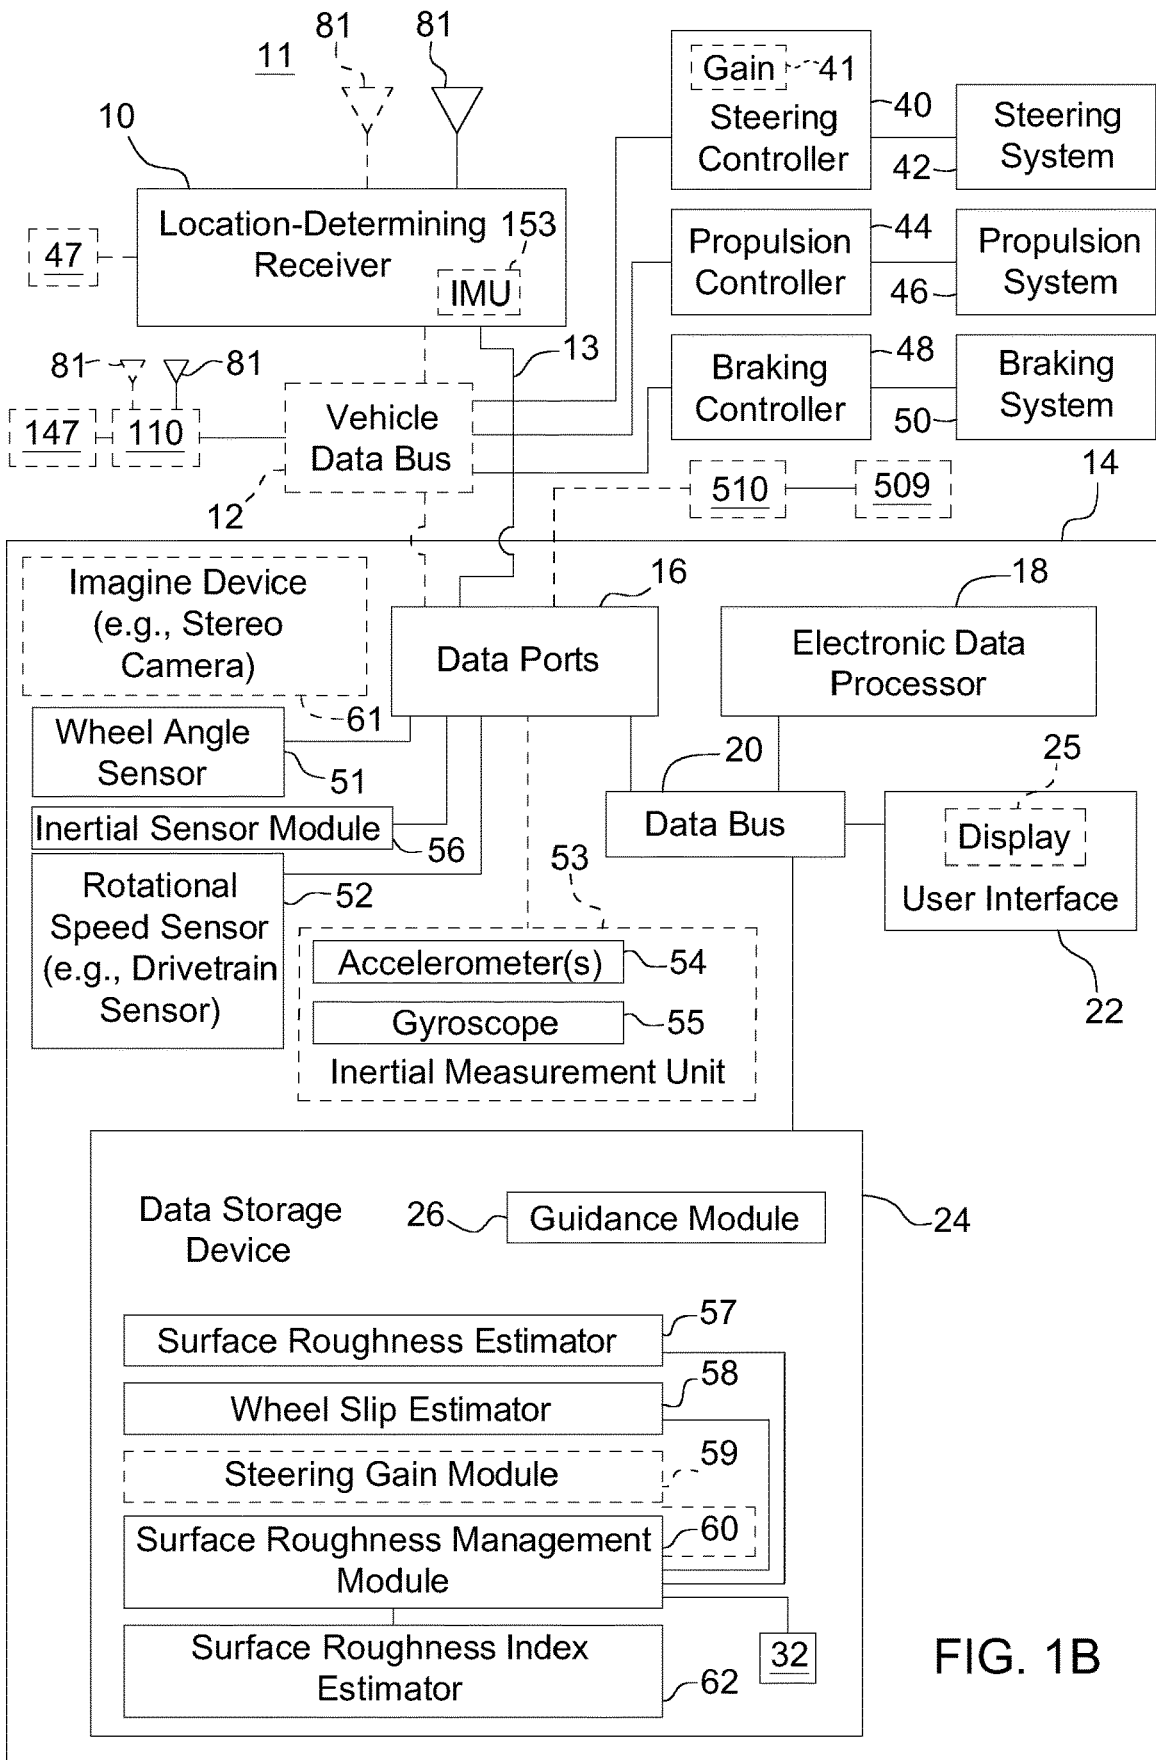 81
81
11
Gain
41
10
40
Steering
Controller
Steering
System
42
Location-Determining
Receiver
153
IMU
47
44
Propulsion
Controller
Propulsion
System
46
13
81
81
48
Braking
Controller
Braking
System
50
147
110
Vehicle
Data Bus
12
510
509
14
Imagine Device
(e.g., Stereo
Camera)
61
16
18
Data Ports
Electronic Data
Processor
Wheel Angle
Sensor
51
20
25
Data Bus
Display
User Interface
22
Inertial Sensor Module
56
53
Rotational
Speed Sensor
(e.g., Drivetrain
Sensor)
52
Accelerometer(s)
54
Gyroscope
55
Inertial Measurement Unit
Data Storage
Device
26
Guidance Module
24
57
Surface Roughness Estimator
58
Wheel Slip Estimator
59
Steering Gain Module
60
Surface Roughness Management
Module
Surface Roughness Index
Estimator
62
32
FIG. 1B